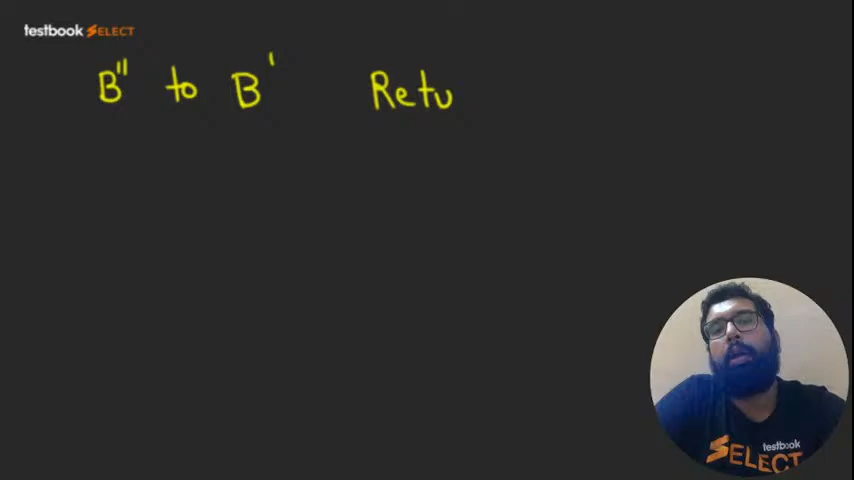 testbook SELECT
B" to B' Retu
testbook
SELECT